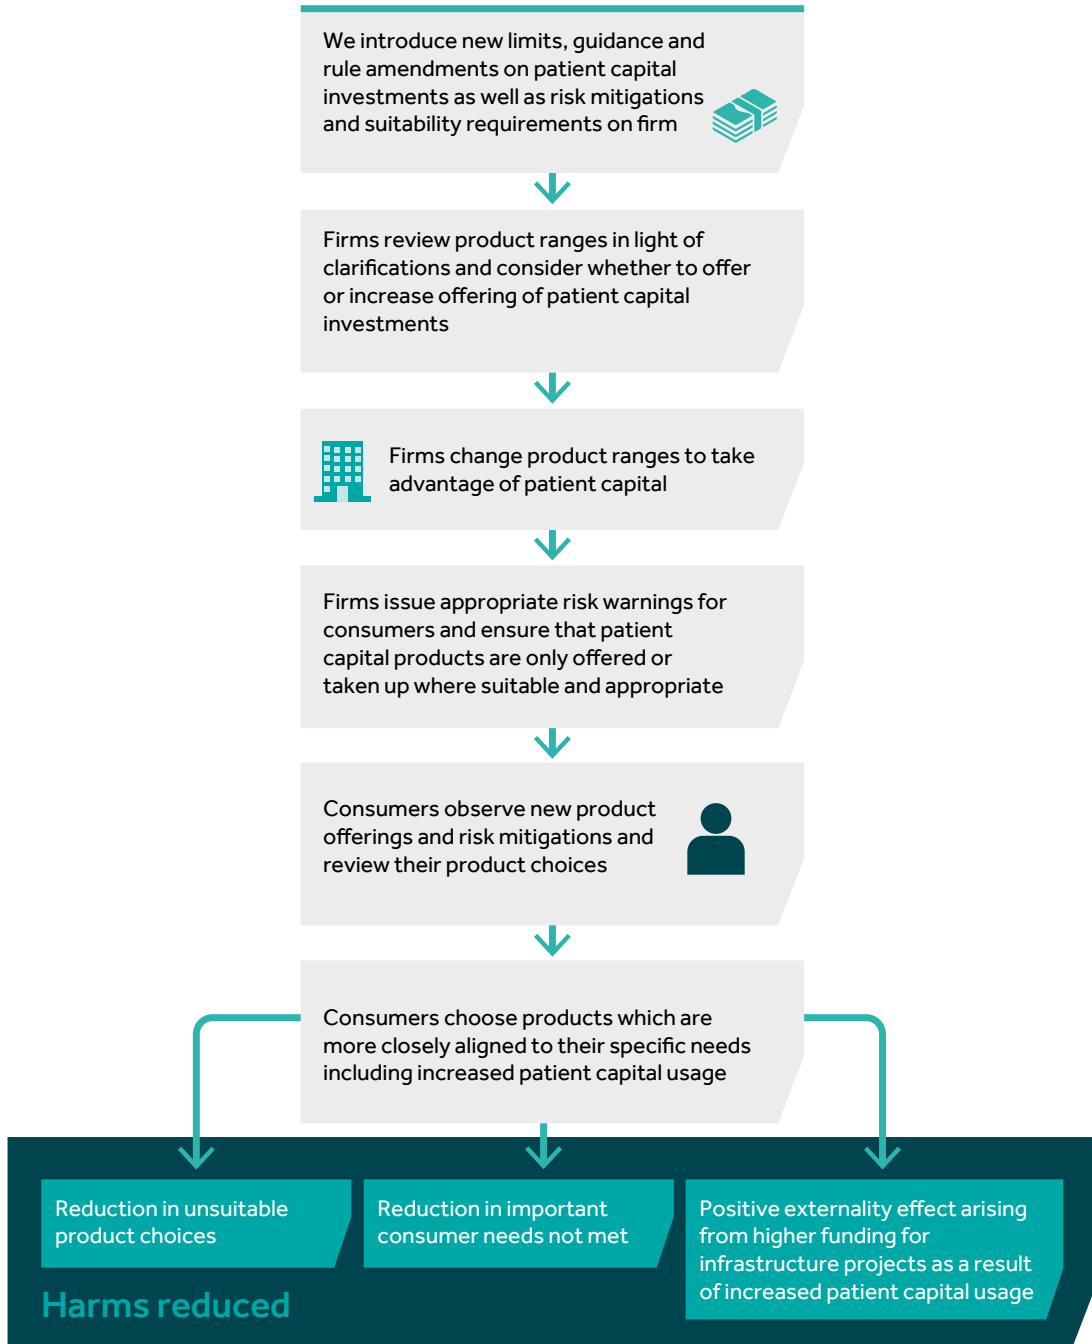 We introduce new limits, guidance and
rule amendments on patient capital
investments as well as risk mitigations
and suitability requirements on firm
Firms review product ranges in light of
clarifications and consider whether to offer
or increase offering of patient capital
investments
Firms change product ranges to take
advantage of patient capital
Firms issue appropriate risk warnings for
consumers and ensure that patient
capital products are only offered or
taken up where suitable and appropriate
Consumers observe new product
offerings and risk mitigations and
review their product choices
Consumers choose products which are
more closely aligned to their specific needs
including increased patient capital usage
Reduction in unsuitable
product choices
Reduction in important
consumer needs not met
Positive externality effect arising
from higher funding for
infrastructure projects as a result
of increased patient capital usage
Harms reduced